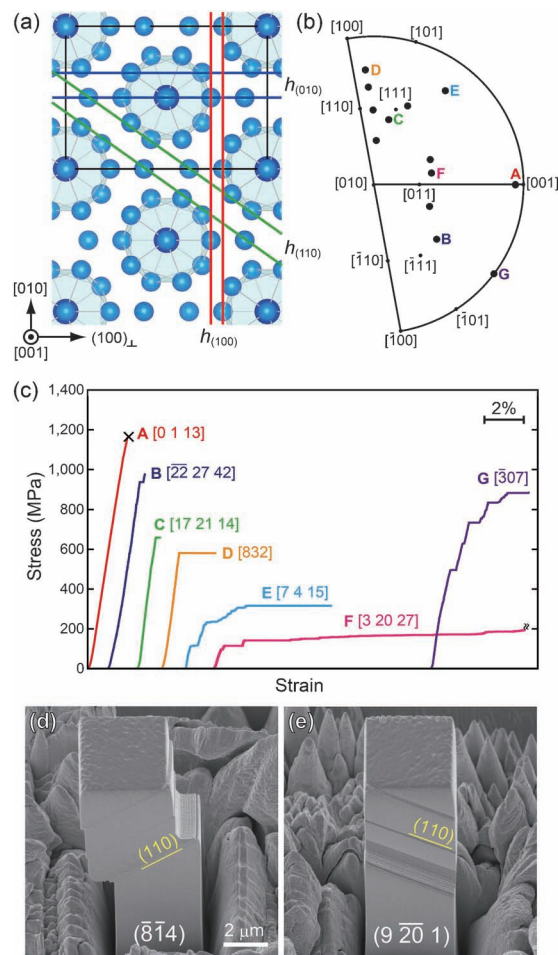 (a)
h(010)
h(110)
h(100)
[010]
[001]
(100)⊥
(b)
[100]
[101]
D
E
[110]
[111]
C
F
A
[010]
[011]
[001]
B
[1̄10]
[1̄11]
G
[1̄01]
[1̄00]
(c)
1,400
1,200
1,000
800
600
400
200
0
Stress (MPa)
Strain
2%
A [0 1 13]
B [2̄2̄ 27 42]
C [17 21 14]
D [832]
E [7 4 15]
F [3 20 27]
G [3̄07]
(d)
(110)
(8̄1̄4)
2 μm
(e)
(110)
(9 2̄0̄ 1)